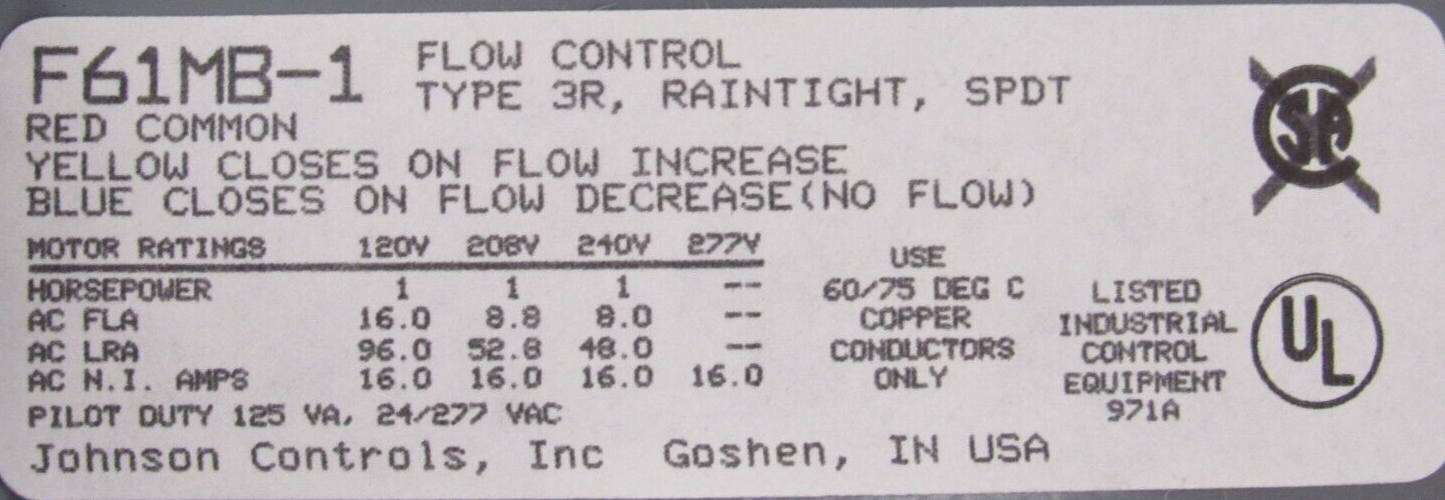 F61MB-1 FLOW CONTROL
TYPE 3R, RAINTIGHT, SPDT
RED COMMON
YELLOW CLOSES ON FLOW INCREASE
BLUE CLOSES ON FLOW DECREASE(NO FLOW)
MOTOR RATINGS 120V 208V 240V 277V
HORSEPOWER 1 1 1 --
AC FLA 16.0 8.8 8.0 --
AC LRA 96.0 52.8 48.0 --
AC N.I. AMPS 16.0 16.0 16.0 16.0
PILOT DUTY 125 VA, 24/277 VAC
USE
60/75 DEG C
COPPER
CONDUCTORS
ONLY
LISTED
INDUSTRIAL
CONTROL
EQUIPMENT
971A
CSA
UL
Johnson Controls, Inc Goshen, IN USA